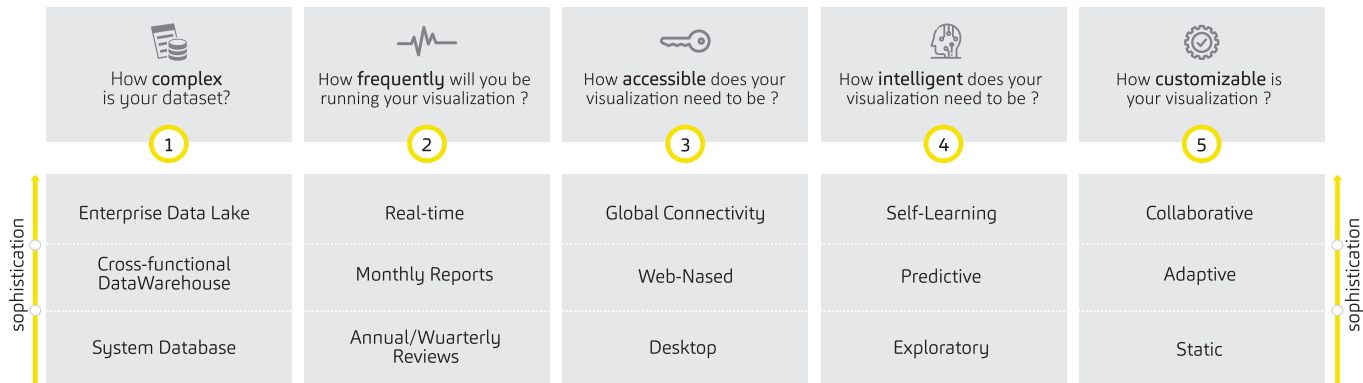 How complex
is your dataset?
1
How frequently will you be
running your visualization ?
2
How accessible does your
visualization need to be ?
3
How intelligent does your
visualization need to be ?
4
How customizable is
your visualization ?
5
sophistication
Enterprise Data Lake
Real-time
Global Connectivity
Self-Learning
Collaborative
Cross-functional
DataWarehouse
Monthly Reports
Web-Nased
Predictive
Adaptive
System Database
Annual/Wuarterly
Reviews
Desktop
Exploratory
Static
sophistication